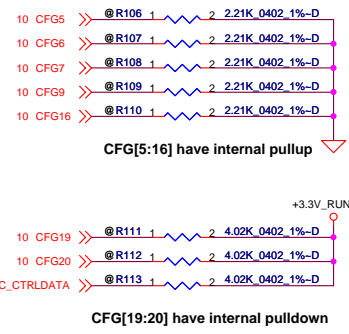 10 CFG5 @R106 1 2 2.21K_0402_1%~D
10 CFG6 @R107 1 2 2.21K_0402_1%~D
10 CFG7 @R108 1 2 2.21K_0402_1%~D
10 CFG9 @R109 1 2 2.21K_0402_1%~D
10 CFG16 @R110 1 2 2.21K_0402_1%~D
CFG[5:16] have internal pullup
+3.3V_RUN
10 CFG19 @R111 1 2 4.02K_0402_1%~D
10 CFG20 @R112 1 2 4.02K_0402_1%~D
C_CTRLDATA @R113 1 2 4.02K_0402_1%~D
CFG[19:20] have internal pulldown